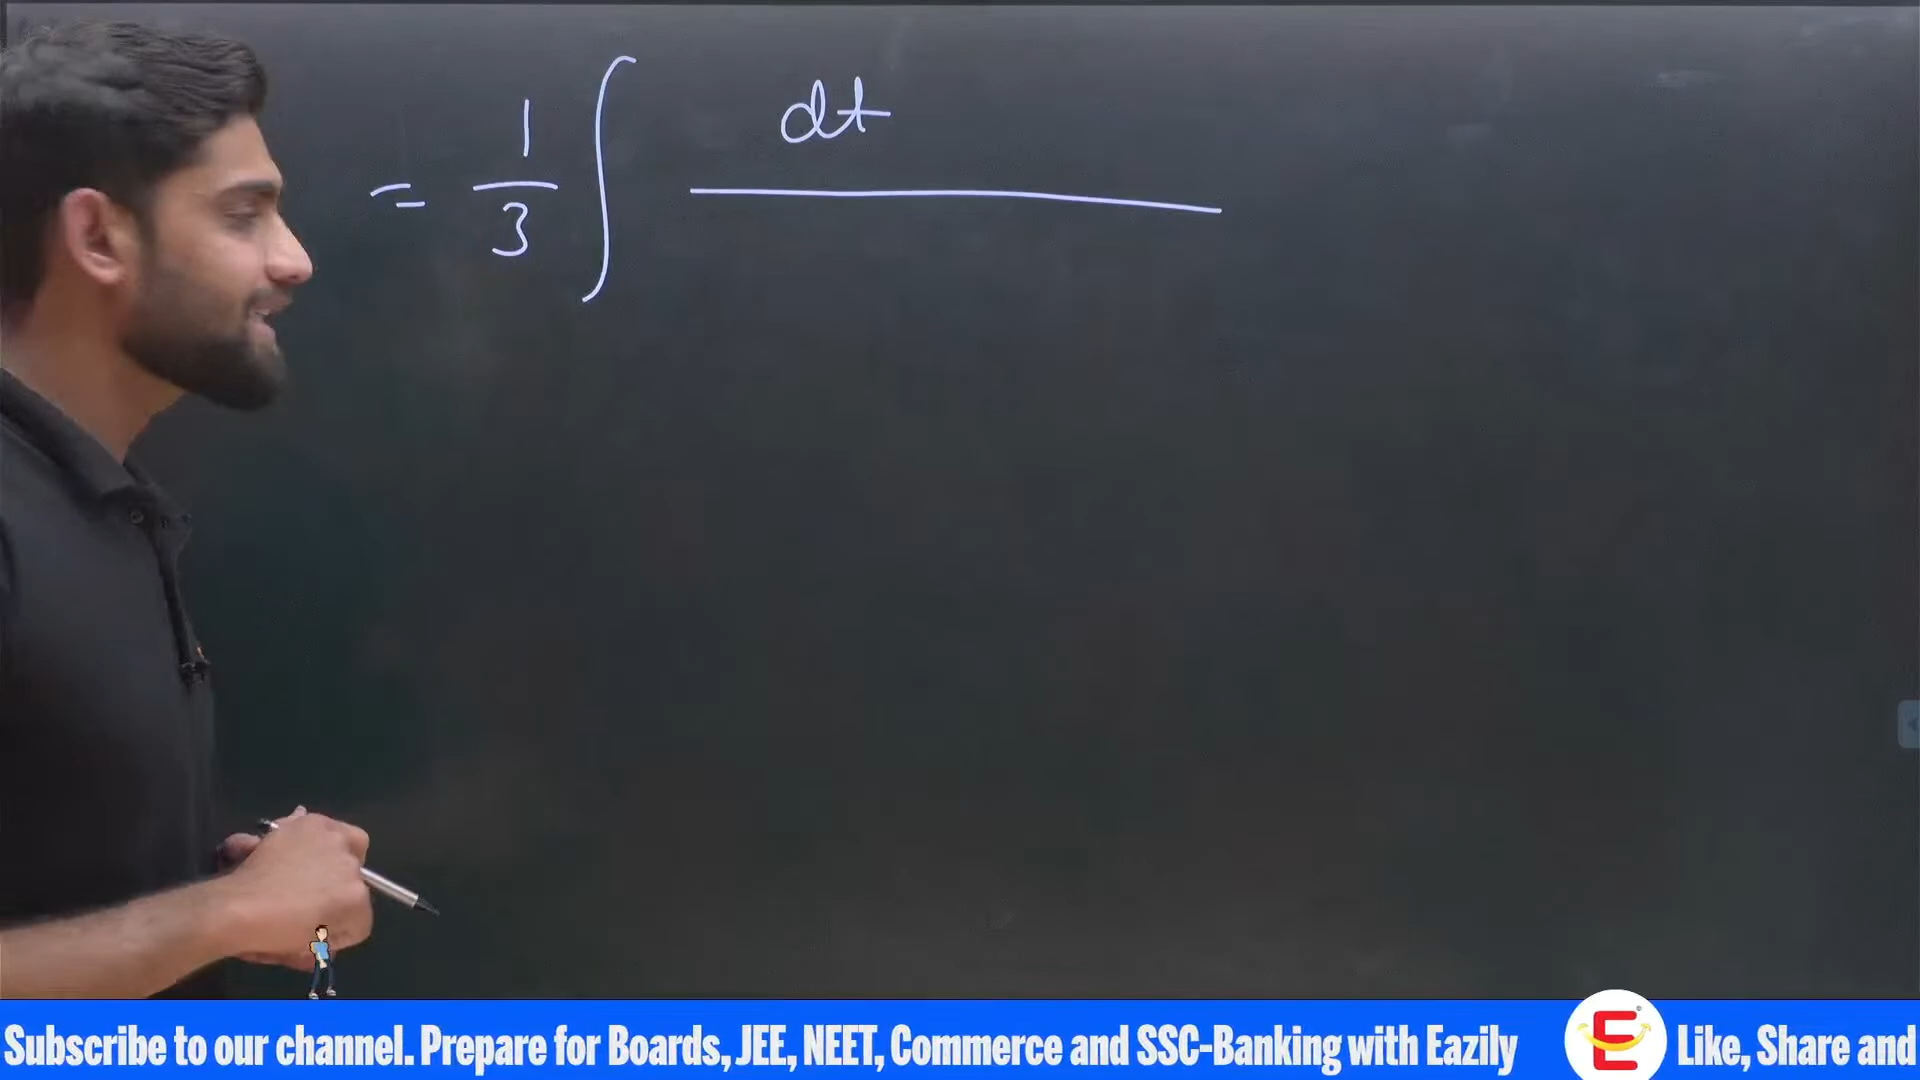 = 1/3 ∫ dt/
Subscribe to our channel. Prepare for Boards, JEE, NEET, Commerce and SSC-Banking with Eazily E Like, Share and